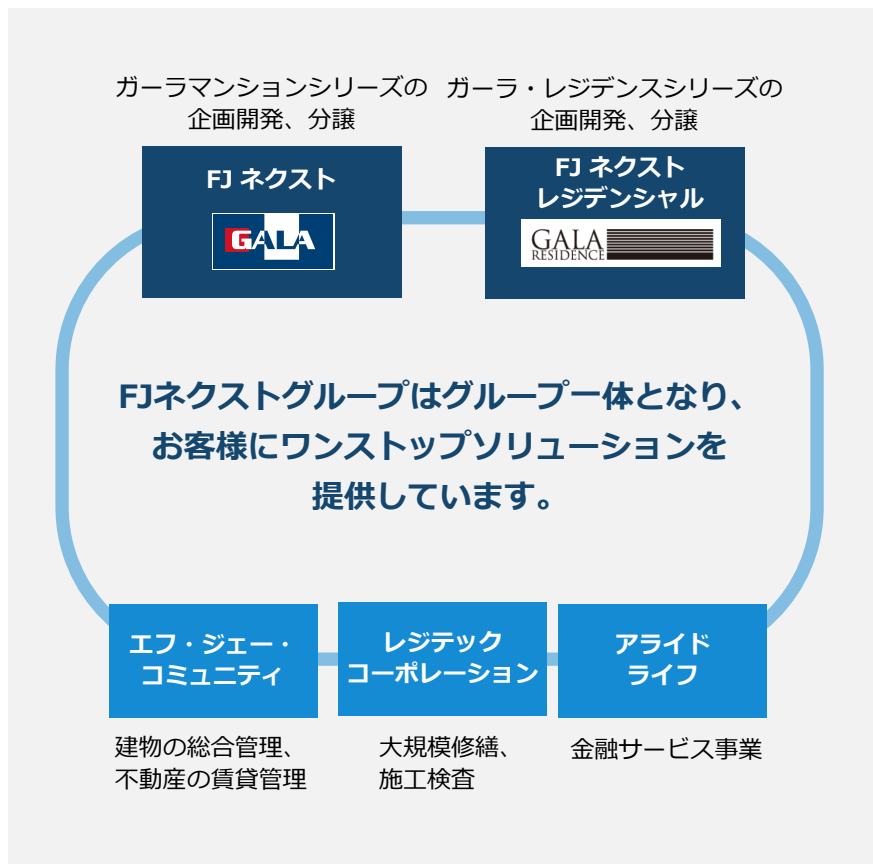 ガーラマンションシリーズの
企画開発、分譲
ガーラ・レジデンスシリーズの
企画開発、分譲
FJ ネクスト
GALA
FJ ネクスト
レジデンシャル
GALA
RESIDENCE
FJネクストグループはグループ一体となり、
お客様にワンストップソリューションを
提供しています。
エフ・ジェー・
コミュニティ
レジテック
コーポレーション
アライド
ライフ
建物の総合管理、
不動産の賃貸管理
大規模修繕、
施工検査
金融サービス事業